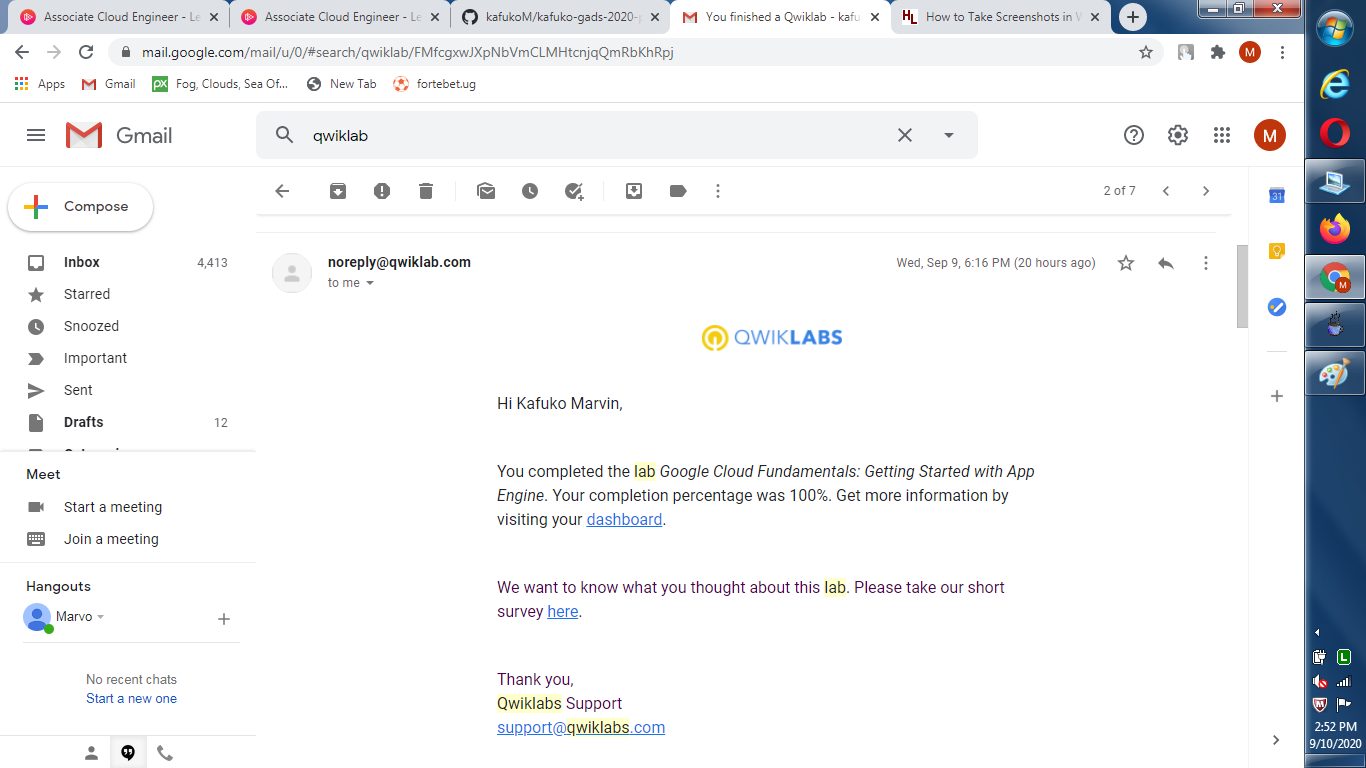 Associate Cloud Engineer - Le
Associate Cloud Engineer - Le
kafukoM/kafuko-gads-2020-p
You finished a Qwiklab - kafu
How to Take Screenshots in W
mail.google.com/mail/u/0/#search/qwiklab/FMfcgxwJXpNbVmCLMHtcnjqQmRbKhRpj
M
Apps
Gmail
Fog, Clouds, Sea Of...
New Tab
fortebet.ug
Gmail
qwiklab
M
Compose
2 of 7
31
Inbox 4,413
Starred
Snoozed
Important
Sent
Drafts 12
Meet
Start a meeting
Join a meeting
Hangouts
Marvo
No recent chats
Start a new one
noreply@qwiklab.com
Wed, Sep 9, 6:16 PM (20 hours ago)
to me
QWIKLABS
Hi Kafuko Marvin,
You completed the lab Google Cloud Fundamentals: Getting Started with App
Engine. Your completion percentage was 100%. Get more information by
visiting your dashboard.
We want to know what you thought about this lab. Please take our short
survey here.
Thank you,
Qwiklabs Support
support@qwiklabs.com
M
L
2:52 PM
9/10/2020